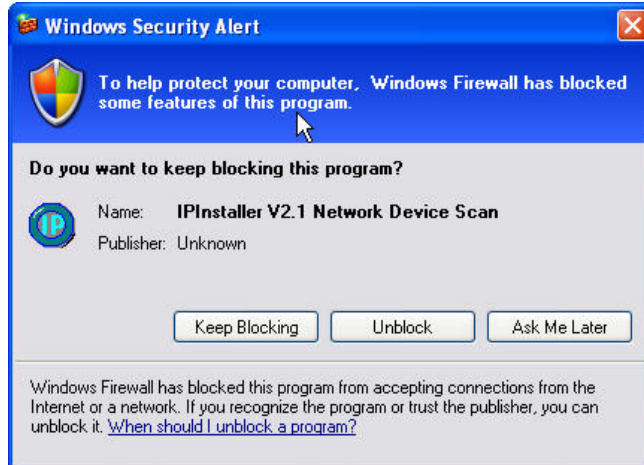 Windows Security Alert
To help protect your computer, Windows Firewall has blocked
some features of this program.
Do you want to keep blocking this program?
IP
Name: IPInstaller V2.1 Network Device Scan
Publisher: Unknown
Keep Blocking Unblock Ask Me Later
Windows Firewall has blocked this program from accepting connections from the
Internet or a network. If you recognize the program or trust the publisher, you can
unblock it. When should I unblock a program?